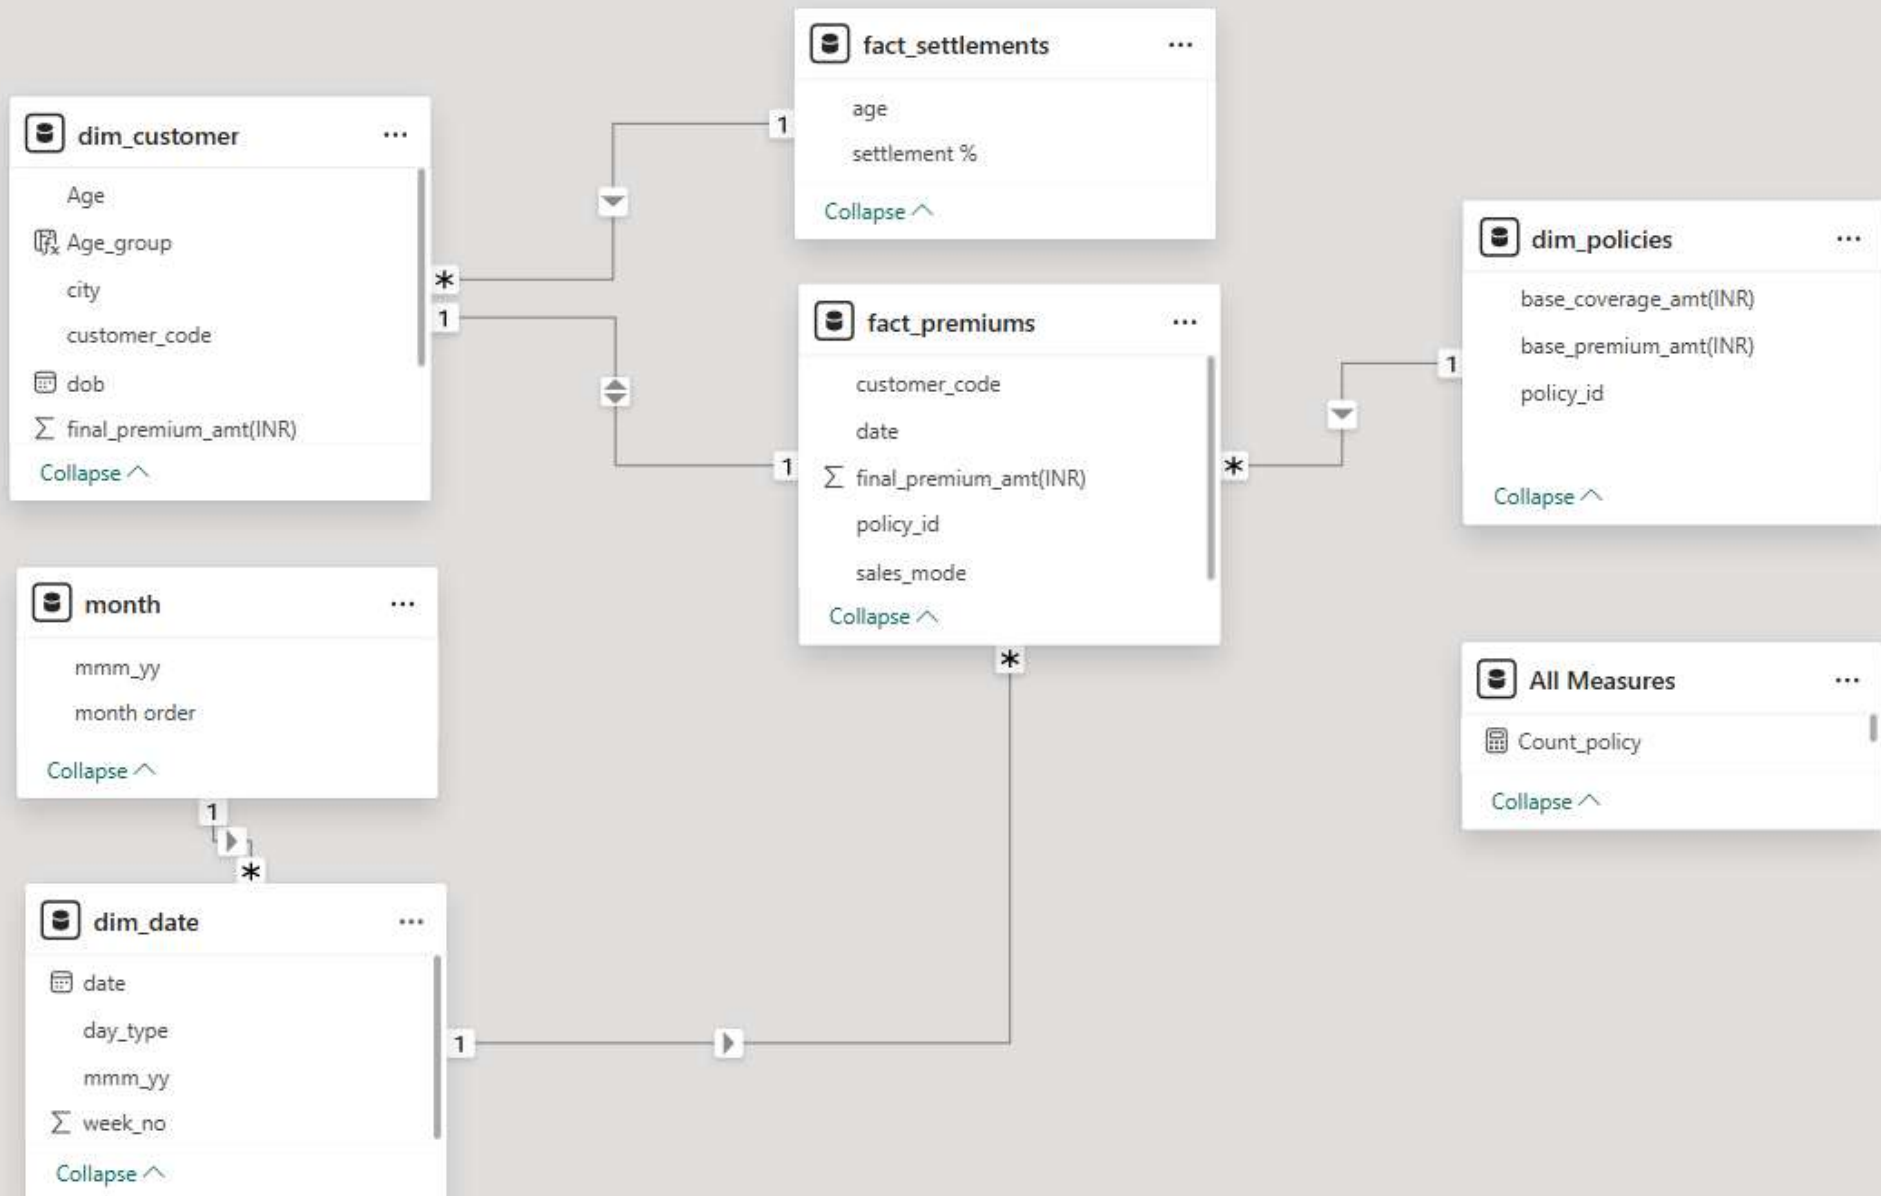 fact_settlements
age
settlement %
Collapse
dim_customer
Age
Age_group
city
customer_code
dob
final_premium_amt(INR)
Collapse
1
*
1
fact_premiums
customer_code
date
final_premium_amt(INR)
policy_id
sales_mode
Collapse
1
*
*
dim_policies
base_coverage_amt(INR)
base_premium_amt(INR)
policy_id
Collapse
1
month
mmm_yy
month order
Collapse
1
*
All Measures
Count_policy
Collapse
dim_date
date
day_type
mmm_yy
week_no
Collapse
1